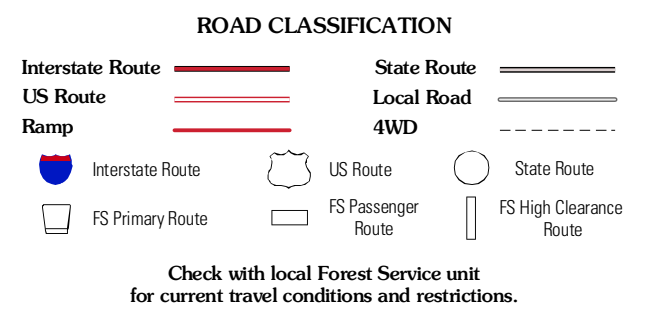 ROAD CLASSIFICATION
Interstate Route
State Route
US Route
Local Road
Ramp
4WD
Interstate Route
US Route
State Route
FS Primary Route
FS Passenger
Route
FS High Clearance
Route
Check with local Forest Service unit
for current travel conditions and restrictions.